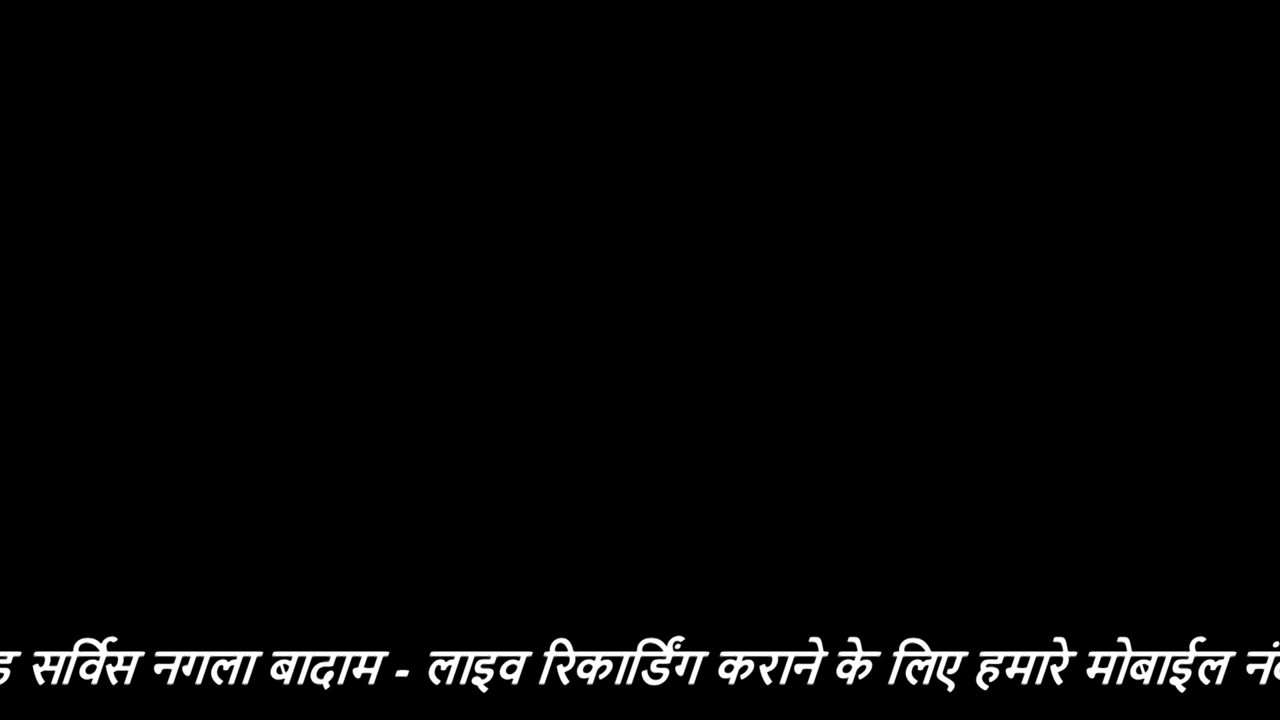 सर्विस नगला बादाम - लाइव रिकार्डिंग कराने के लिए हमारे मोबाईल